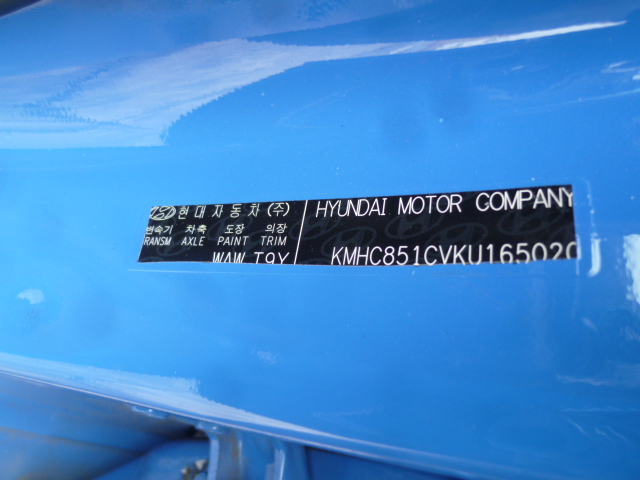 현대자동차(주)
변속기 차축 도장 의장
RANSM AXLE PAINT TRIM
WAW T9Y
HYUNDAI MOTOR COMPANY
KMHC851CVKU165020